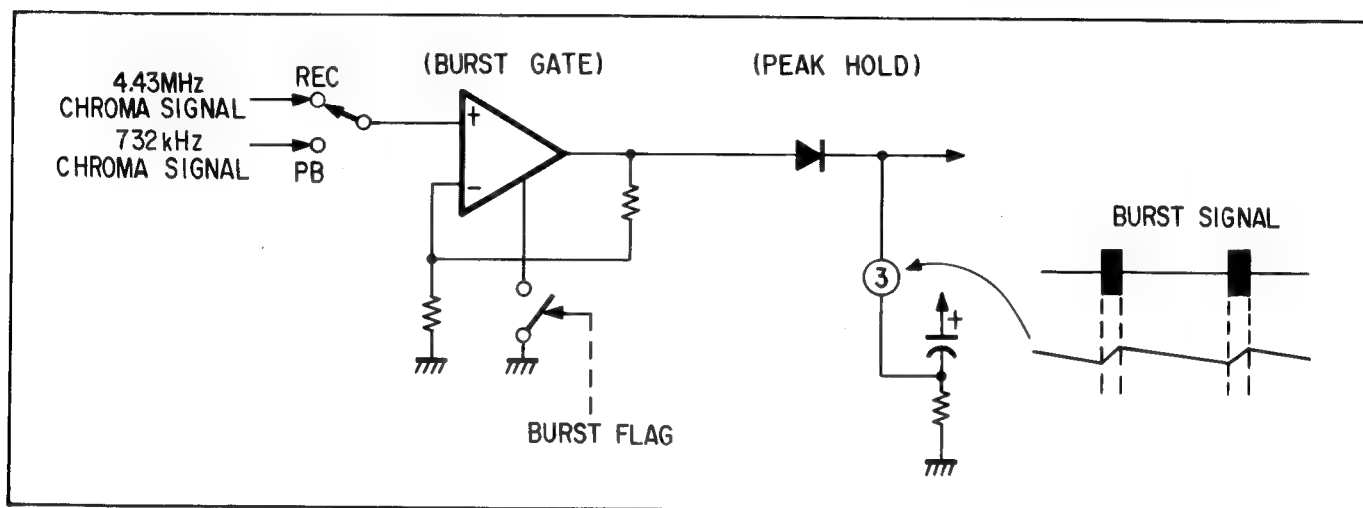 4.43MHz
CHROMA SIGNAL
REC
732kHz
CHROMA SIGNAL
PB
(BURST GATE)
+
-
BURST FLAG
(PEAK HOLD)
3
+
BURST SIGNAL